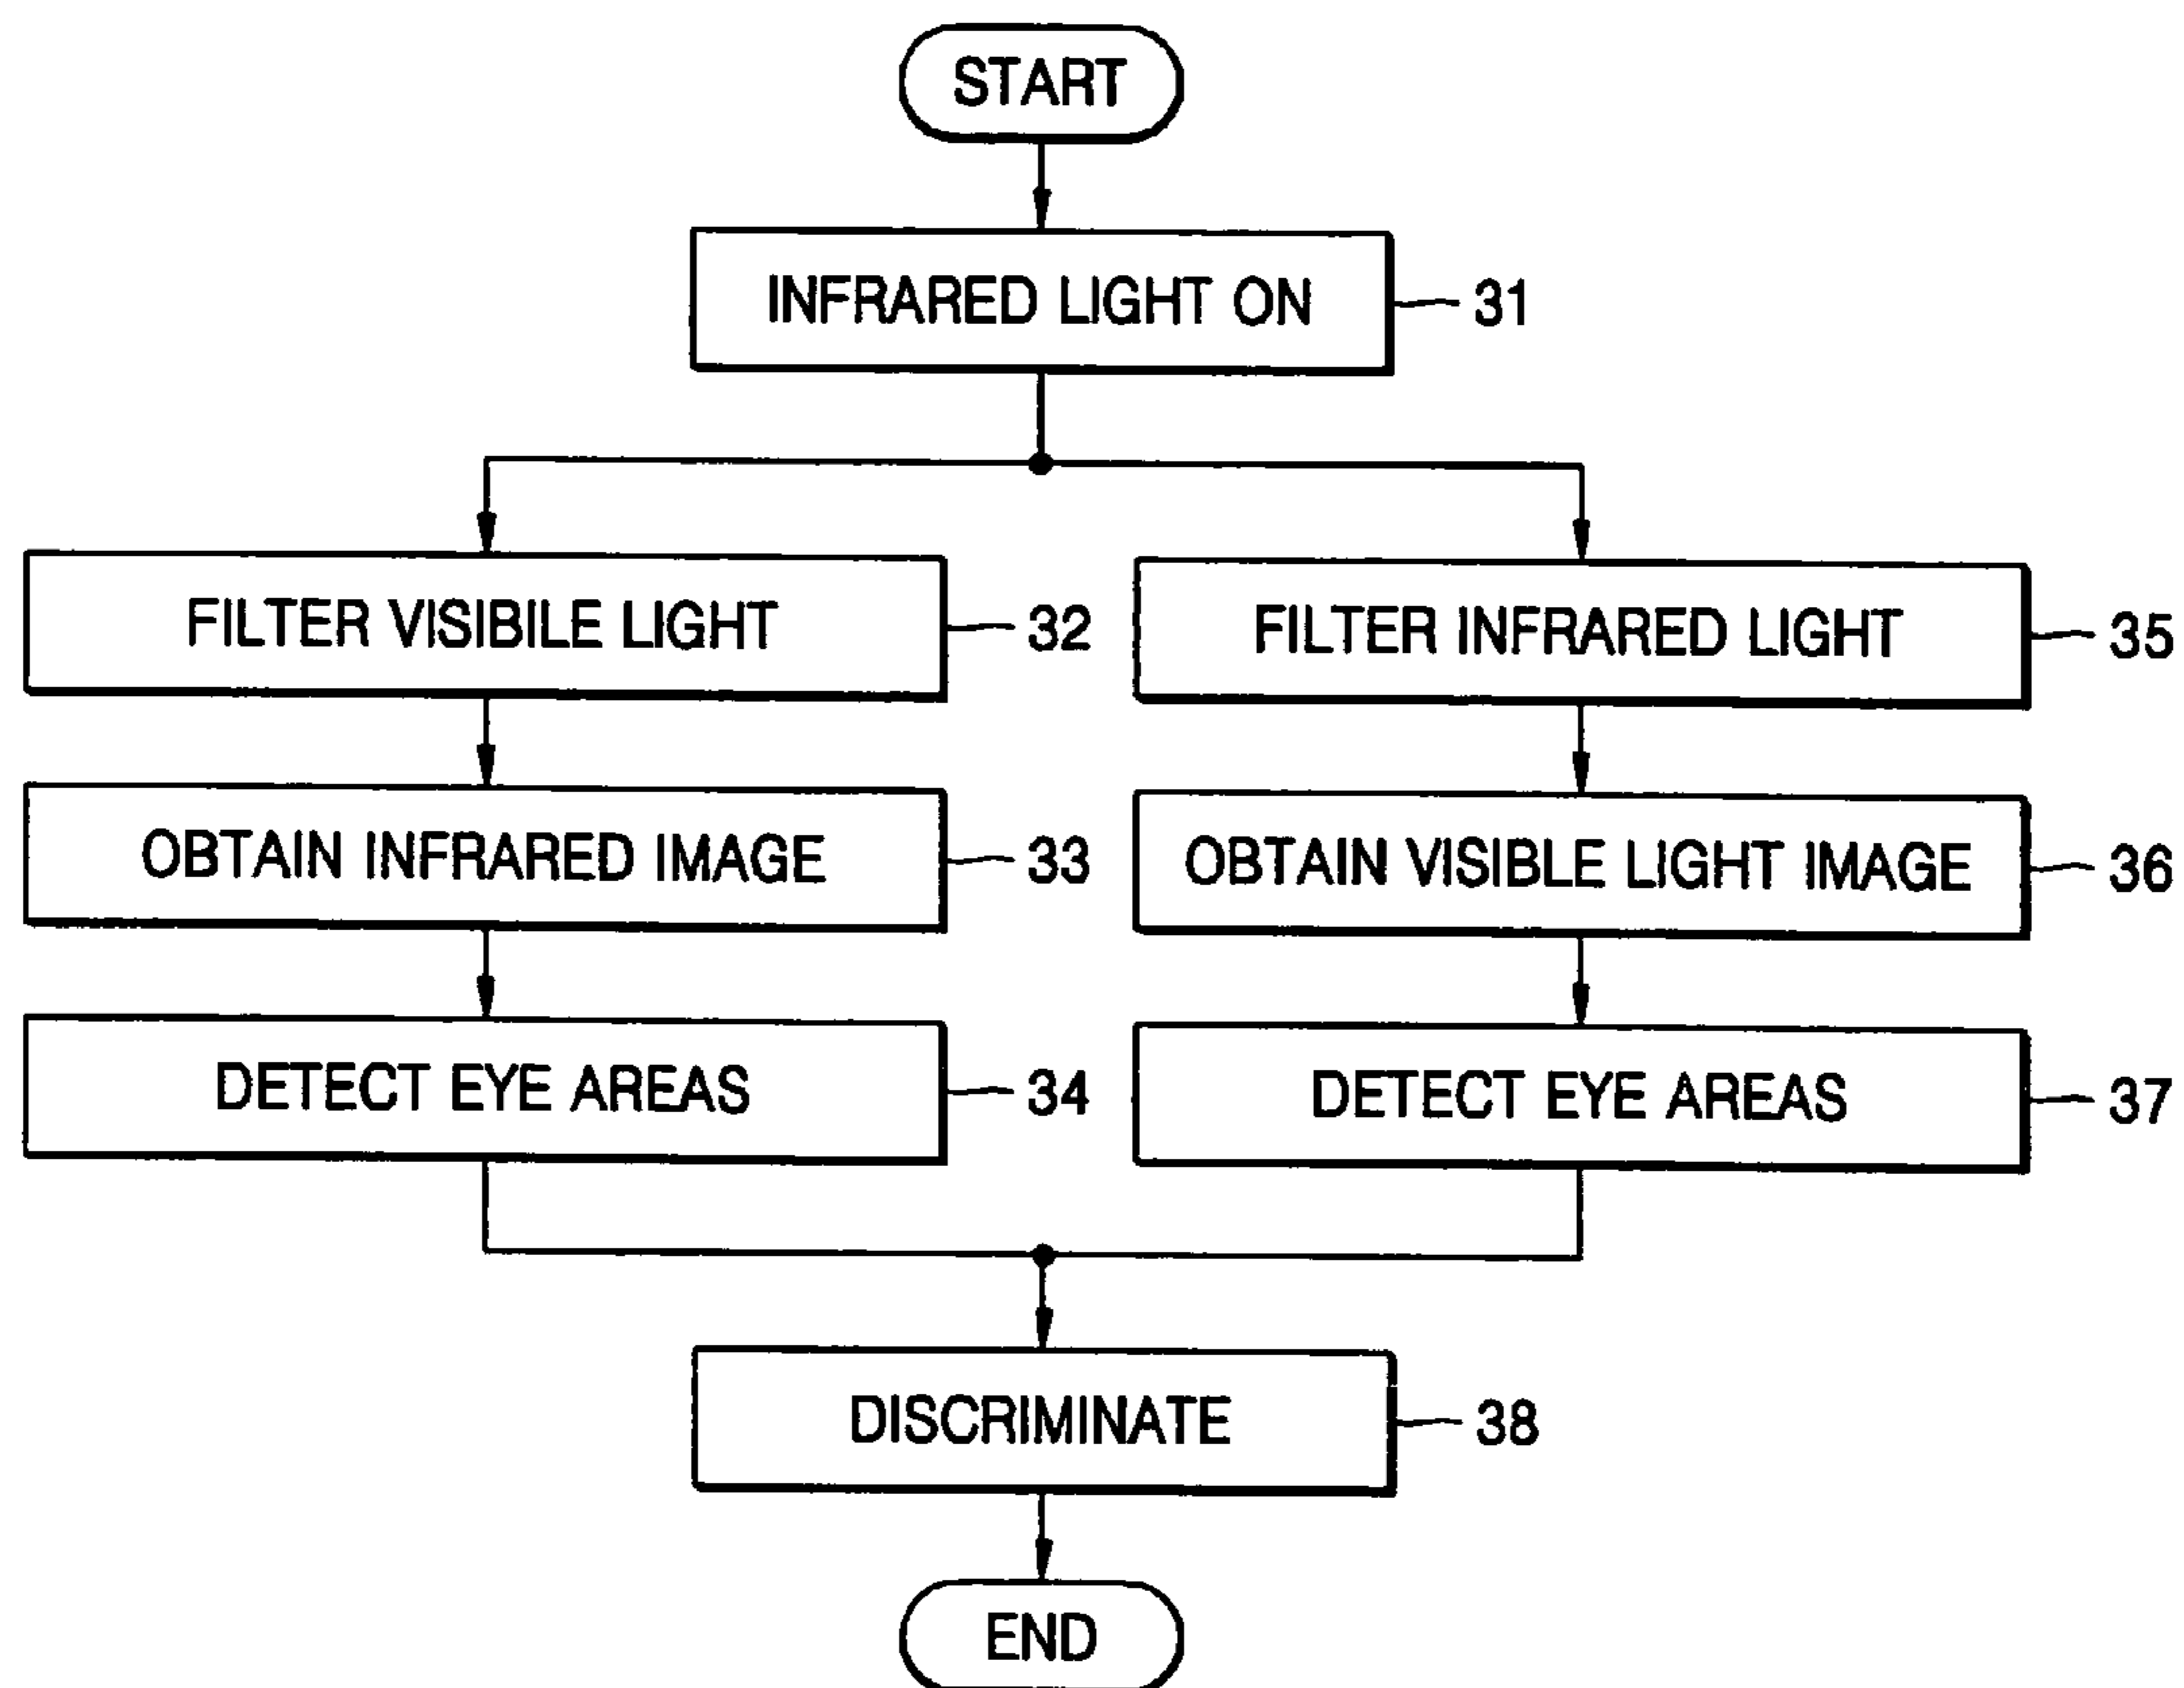 START
INFRARED LIGHT ON 31
FILTER VISIBILE LIGHT 32
OBTAIN INFRARED IMAGE 33
DETECT EYE AREAS 34
FILTER INFRARED LIGHT 35
OBTAIN VISIBLE LIGHT IMAGE 36
DETECT EYE AREAS 37
DISCRIMINATE 38
END